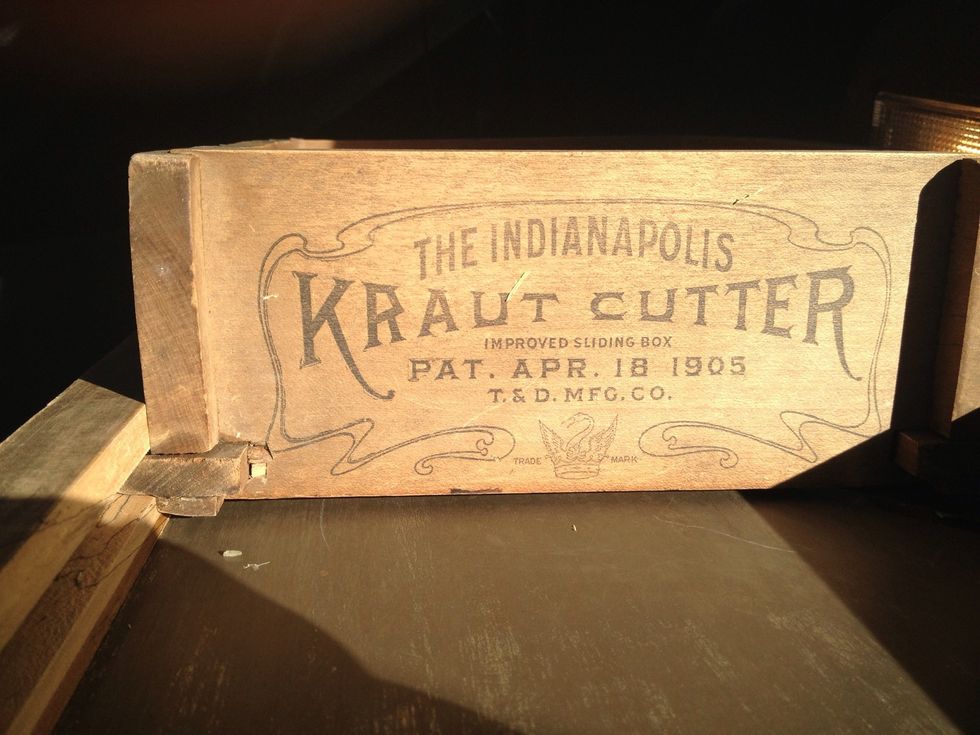 THE INDIANAPOLIS
KRAUT CUTTER
IMPROVED SLIDING BOX
PAT. APR. 18 1905
T. & D. MFG. CO.
TRADE MARK